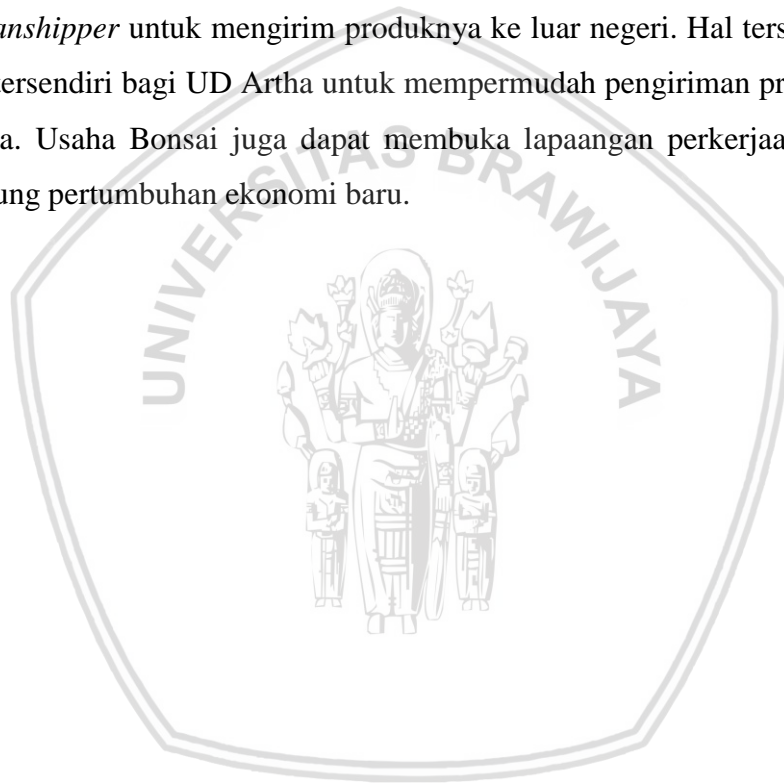 anshipper untuk mengirim produknya ke luar negeri. Hal ters
tersendiri bagi UD Artha untuk mempermudah pengiriman pr
a. Usaha Bonsai juga dapat membuka lapaangan perkerjaa
ung pertumbuhan ekonomi baru.
UNIVERSITAS BRAWIJAYA